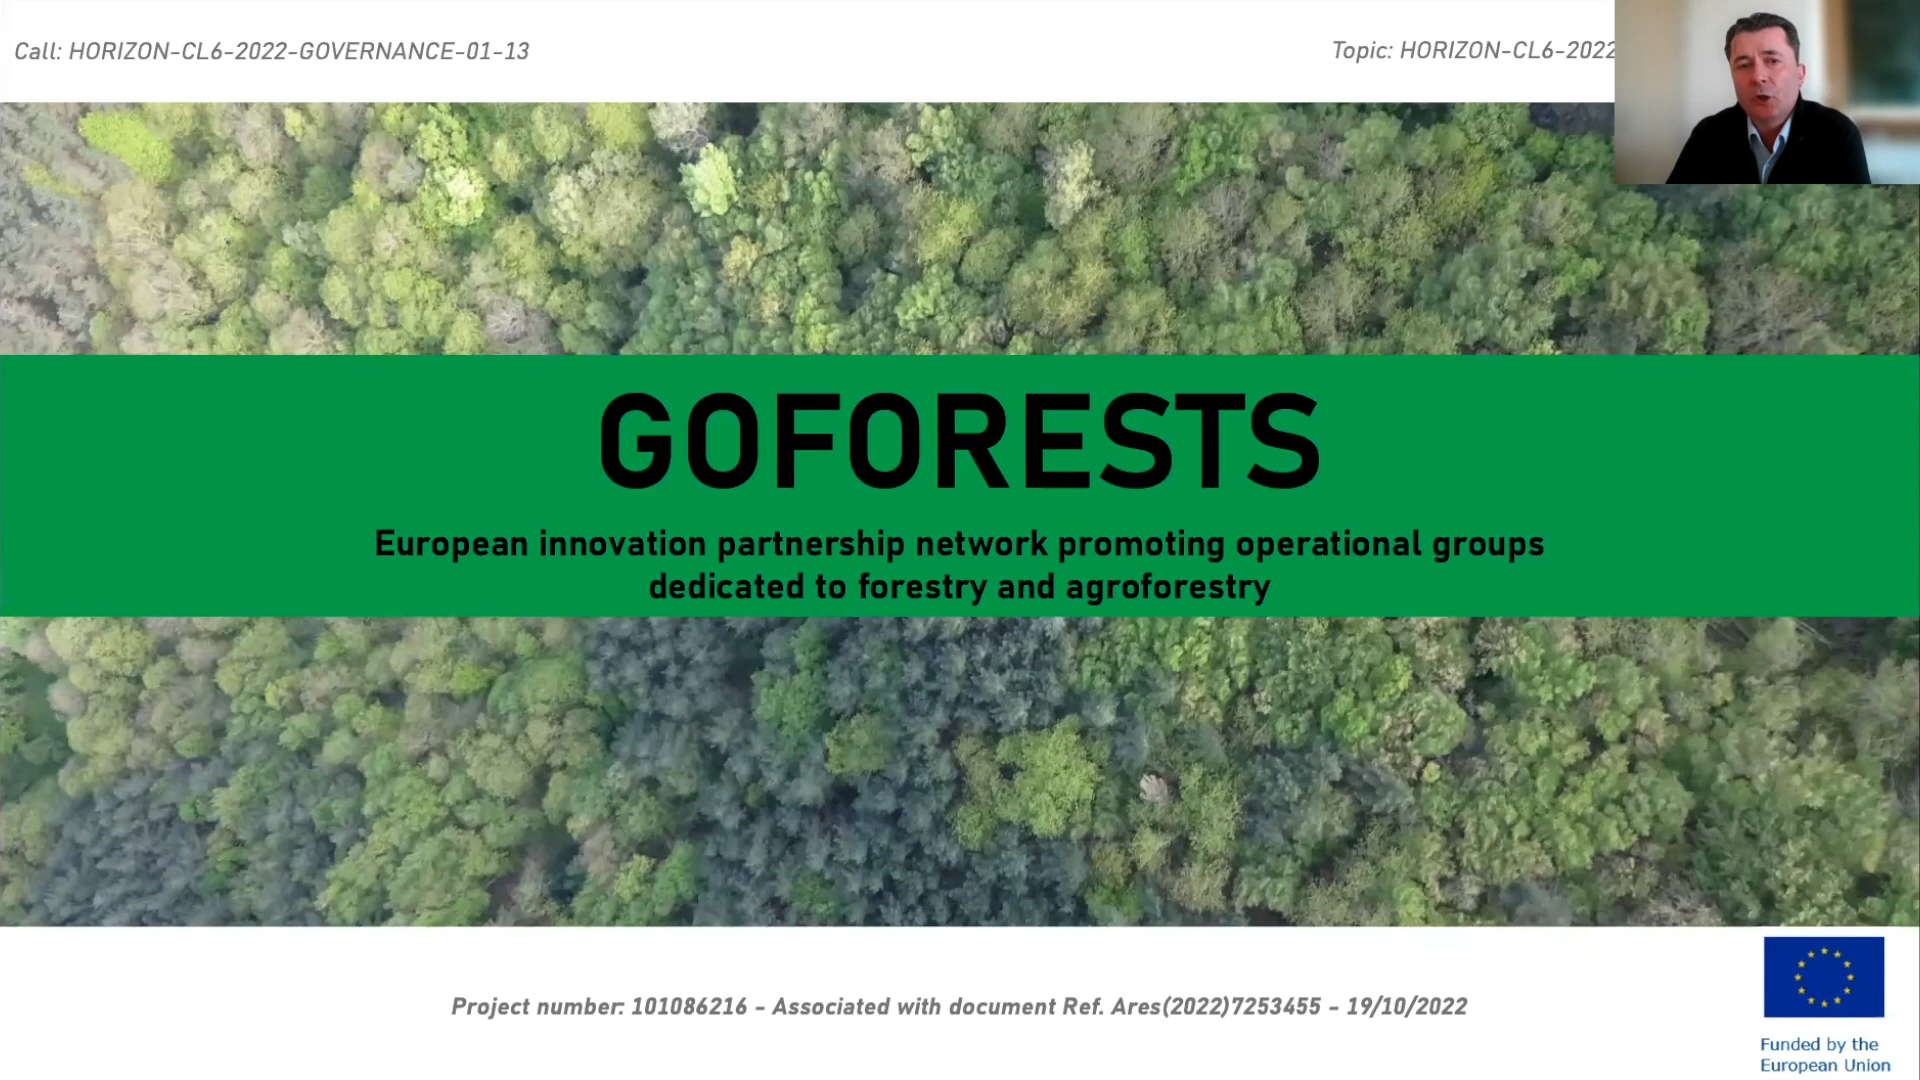 Call: HORIZON-CL6-2022-GOVERNANCE-01-13
Topic: HORIZON-CL6-2022
GOFORESTS
European innovation partnership network promoting operational groups
dedicated to forestry and agroforestry
Project number: 101086216 - Associated with document Ref. Ares(2022)7253455 - 19/10/2022
Funded by the
European Union